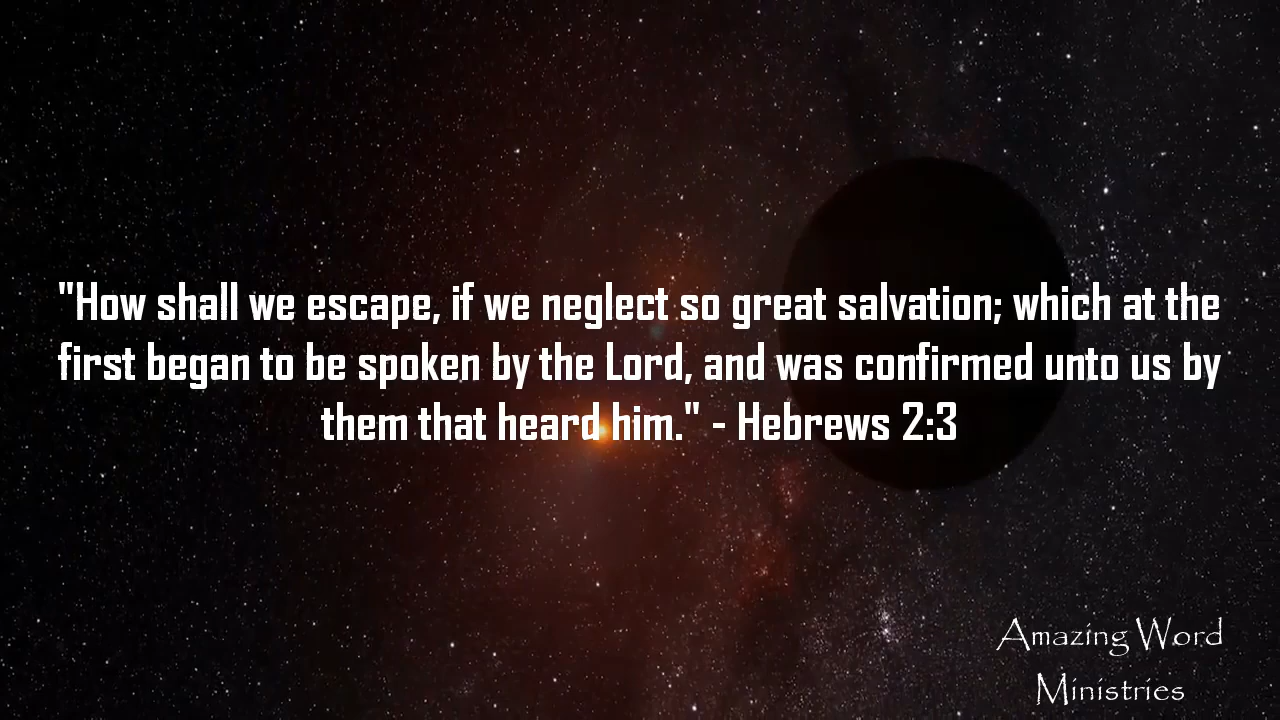 "How shall we escape, if we neglect so great salvation; which at the
first began to be spoken by the Lord, and was confirmed unto us by
them that heard him." - Hebrews 2:3
Amazing Word
Ministries